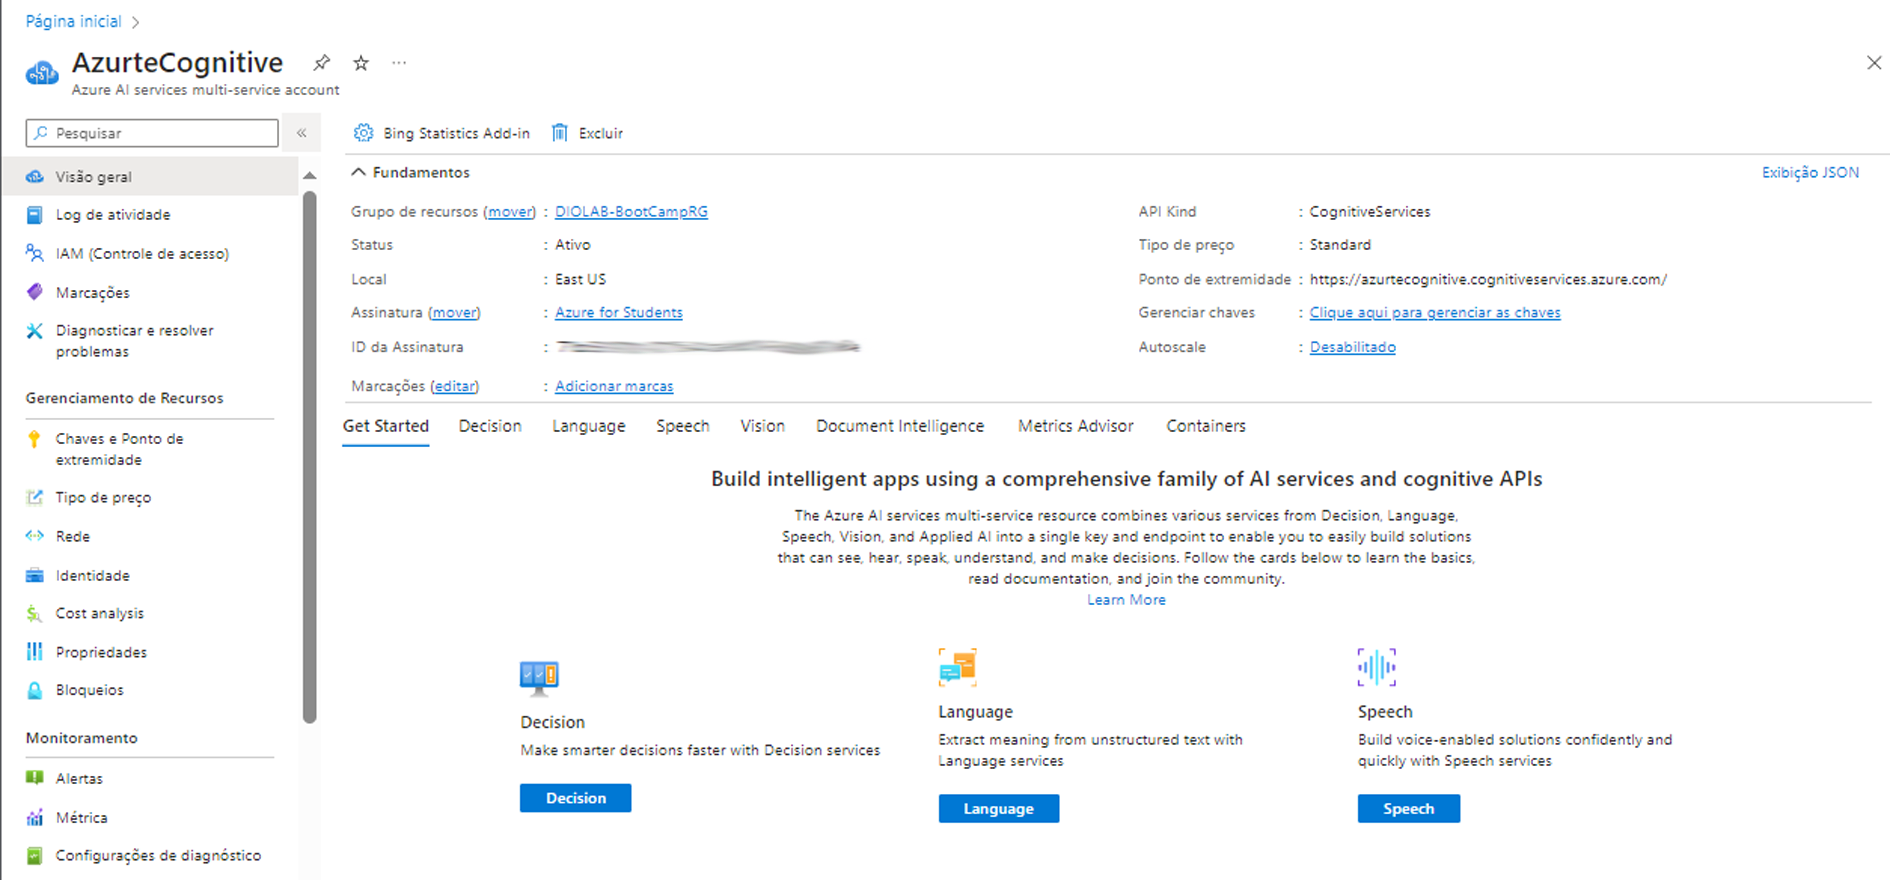 Página inicial
AzurteCognitive
Azure AI services multi-service account
Pesquisar
Visão geral
Log de atividade
IAM (Controle de acesso)
Marcações
Diagnosticar e resolver
problemas
Gerenciamento de Recursos
Chaves e Ponto de
extremidade
Tipo de preço
Rede
Identidade
Cost analysis
Propriedades
Bloqueios
Monitoramento
Alertas
Métrica
Configurações de diagnóstico
Bing Statistics Add-in Excluir
Fundamentos Exibição JSON
Grupo de recursos (mover) : DIOLAB-BootCampRG
Status : Ativo
Local : East US
Assinatura (mover) : Azure for Students
ID da Assinatura :
Marcações (editar) : Adicionar marcas
API Kind : CognitiveServices
Tipo de preço : Standard
Ponto de extremidade : https://azurtecognitive.cognitiveservices.azure.com/
Gerenciar chaves : Clique aqui para gerenciar as chaves
Autoscale : Desabilitado
Get Started Decision Language Speech Vision Document Intelligence Metrics Advisor Containers
Build intelligent apps using a comprehensive family of AI services and cognitive APIs
The Azure AI services multi-service resource combines various services from Decision, Language,
Speech, Vision, and Applied AI into a single key and endpoint to enable you to easily build solutions
that can see, hear, speak, understand, and make decisions. Follow the cards below to learn the basics,
read documentation, and join the community.
Learn More
Decision
Make smarter decisions faster with Decision services
Decision
Language
Extract meaning from unstructured text with
Language services
Language
Speech
Build voice-enabled solutions confidently and
quickly with Speech services
Speech